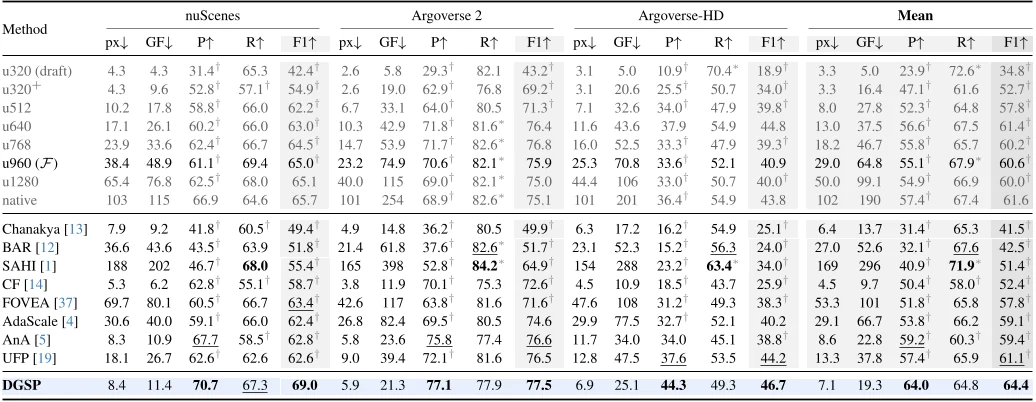 Method nuScenes Argoverse 2 Argoverse-HD Mean
px↓ GF↓ P↑ R↑ F1↑ px↓ GF↓ P↑ R↑ F1↑ px↓ GF↓ P↑ R↑ F1↑ px↓ GF↓ P↑ R↑ F1↑
u320 (draft) 4.3 4.3 31.4† 65.3 42.4† 2.6 5.8 29.3† 82.1 43.2† 3.1 5.0 10.9† 70.4* 18.9† 3.3 5.0 23.9† 72.6* 34.8†
u320+ 4.3 9.6 52.8† 57.1† 54.9† 2.6 19.0 62.9† 76.8 69.2† 3.1 20.6 25.5† 50.7 34.0† 3.3 16.4 47.1† 61.6 52.7†
u512 10.2 17.8 58.8† 66.0 62.2† 6.7 33.1 64.0† 80.5 71.3† 7.1 32.6 34.0† 47.9 39.8† 8.0 27.8 52.3† 64.8 57.8†
u640 17.1 26.1 60.2† 66.0 63.0† 10.3 42.9 71.8† 81.6* 76.4 11.6 43.6 37.9 54.9 44.8 13.0 37.5 56.6† 67.5 61.4†
u768 23.9 33.6 62.4† 66.7 64.5† 14.7 53.9 71.7† 82.6* 76.8 16.0 52.5 33.3† 47.9 39.3† 18.2 46.7 55.8† 65.7 60.2†
u960 (F) 38.4 48.9 61.1† 69.4 65.0† 23.2 74.9 70.6† 82.1* 75.9 25.3 70.8 33.6† 52.1 40.9 29.0 64.8 55.1† 67.9* 60.6†
u1280 65.4 76.8 62.5† 68.0 65.1 40.0 115 69.0† 82.1* 75.0 44.4 106 33.0† 50.7 40.0† 50.0 99.1 54.9† 66.9 60.0†
native 103 115 66.9 64.6 65.7 101 254 68.9† 82.6* 75.1 101 201 36.4† 54.9 43.8 102 190 57.4† 67.4 61.6
Chanakya [13] 7.9 9.2 41.8† 60.5† 49.4† 4.9 14.8 36.2† 80.5 49.9† 6.3 17.2 16.2† 54.9 25.1† 6.4 13.7 31.4† 65.3 41.5†
BAR [12] 36.6 43.6 43.5† 63.9 51.8† 21.4 61.8 37.6† 82.6* 51.7† 23.1 52.3 15.2† 56.3 24.0† 27.0 52.6 32.1† 67.6 42.5†
SAHI [1] 188 202 46.7† 68.0 55.4† 165 398 52.8† 84.2* 64.9† 154 288 23.2† 63.4* 34.0† 169 296 40.9† 71.9* 51.4†
CF [14] 5.3 6.2 62.8† 55.1† 58.7† 3.8 11.9 70.1† 75.3 72.6† 4.5 10.9 18.5† 43.7 25.9† 4.5 9.7 50.4† 58.0† 52.4†
FOVEA [37] 69.7 80.1 60.5† 66.7 63.4† 42.6 117 63.8† 81.6 71.6† 47.6 108 31.2† 49.3 38.3† 53.3 101 51.8† 65.8 57.8†
AdaScale [4] 30.6 40.0 59.1† 66.0 62.4† 26.8 82.4 69.5† 80.5 74.6 29.9 77.5 32.7† 52.1 40.2 29.1 66.7 53.8† 66.2 59.1†
AnA [5] 8.3 10.9 67.7 58.5† 62.8† 5.8 23.6 75.8 77.4 76.6 11.7 34.0 34.0 45.1 38.8† 8.6 22.8 59.2† 60.3† 59.4†
UFP [19] 18.1 26.7 62.6† 62.6 62.6† 9.0 39.4 72.1† 81.6 76.5 12.8 47.5 37.6 53.5 44.2 13.3 37.8 57.4† 65.9 61.1†
DGSP 8.4 11.4 70.7 67.3 69.0 5.9 21.3 77.1 77.9 77.5 6.9 25.1 44.3 49.3 46.7 7.1 19.3 64.0 64.8 64.4